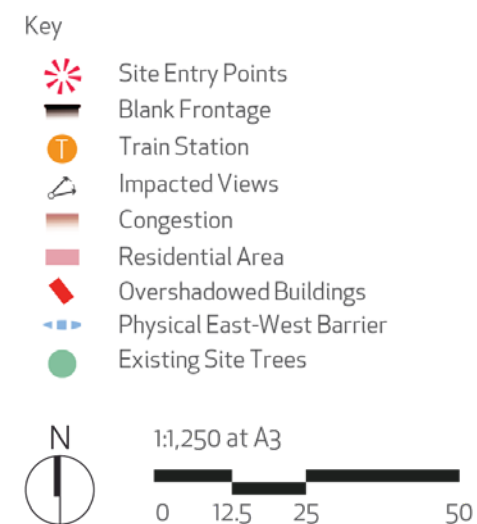 Key
Site Entry Points
Blank Frontage
T Train Station
Impacted Views
Congestion
Residential Area
Overshadowed Buildings
Physical East-West Barrier
Existing Site Trees
N
1:1,250 at A3
0 12.5 25 50